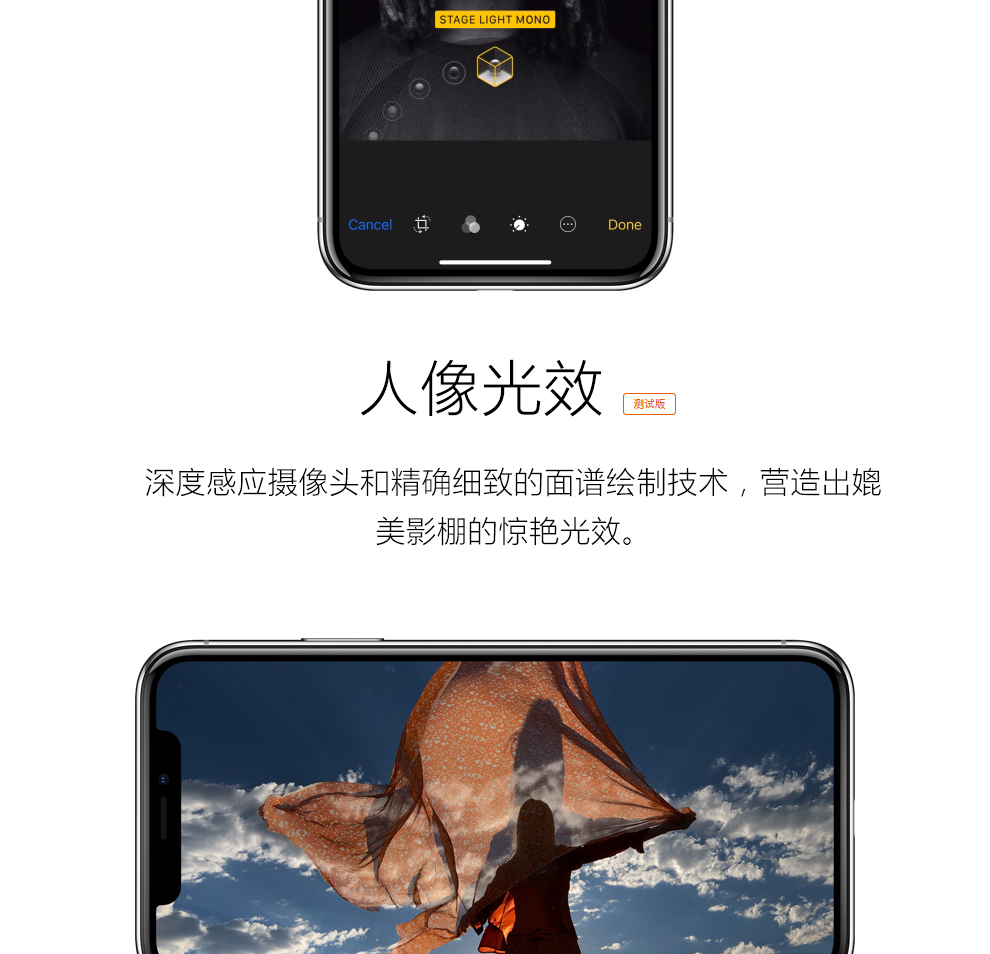 STAGE LIGHT MONO
Cancel Done
人像光效 测试版
深度感应摄像头和精确细致的面谱绘制技术，营造出媲
美影棚的惊艳光效。